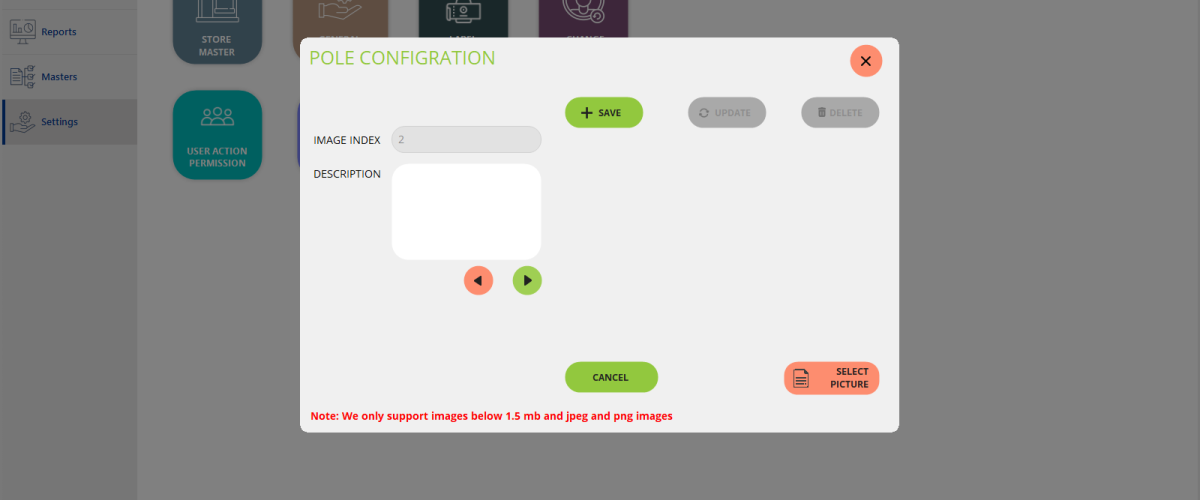 Reports
STORE
MASTER
POLE CONFIGRATION
Masters
SAVE
UPDATE
DELETE
Settings
IMAGE INDEX 2
USER ACTION
PERMISSION
DESCRIPTION
CANCEL
SELECT
PICTURE
Note: We only support images below 1.5 mb and jpeg and png images